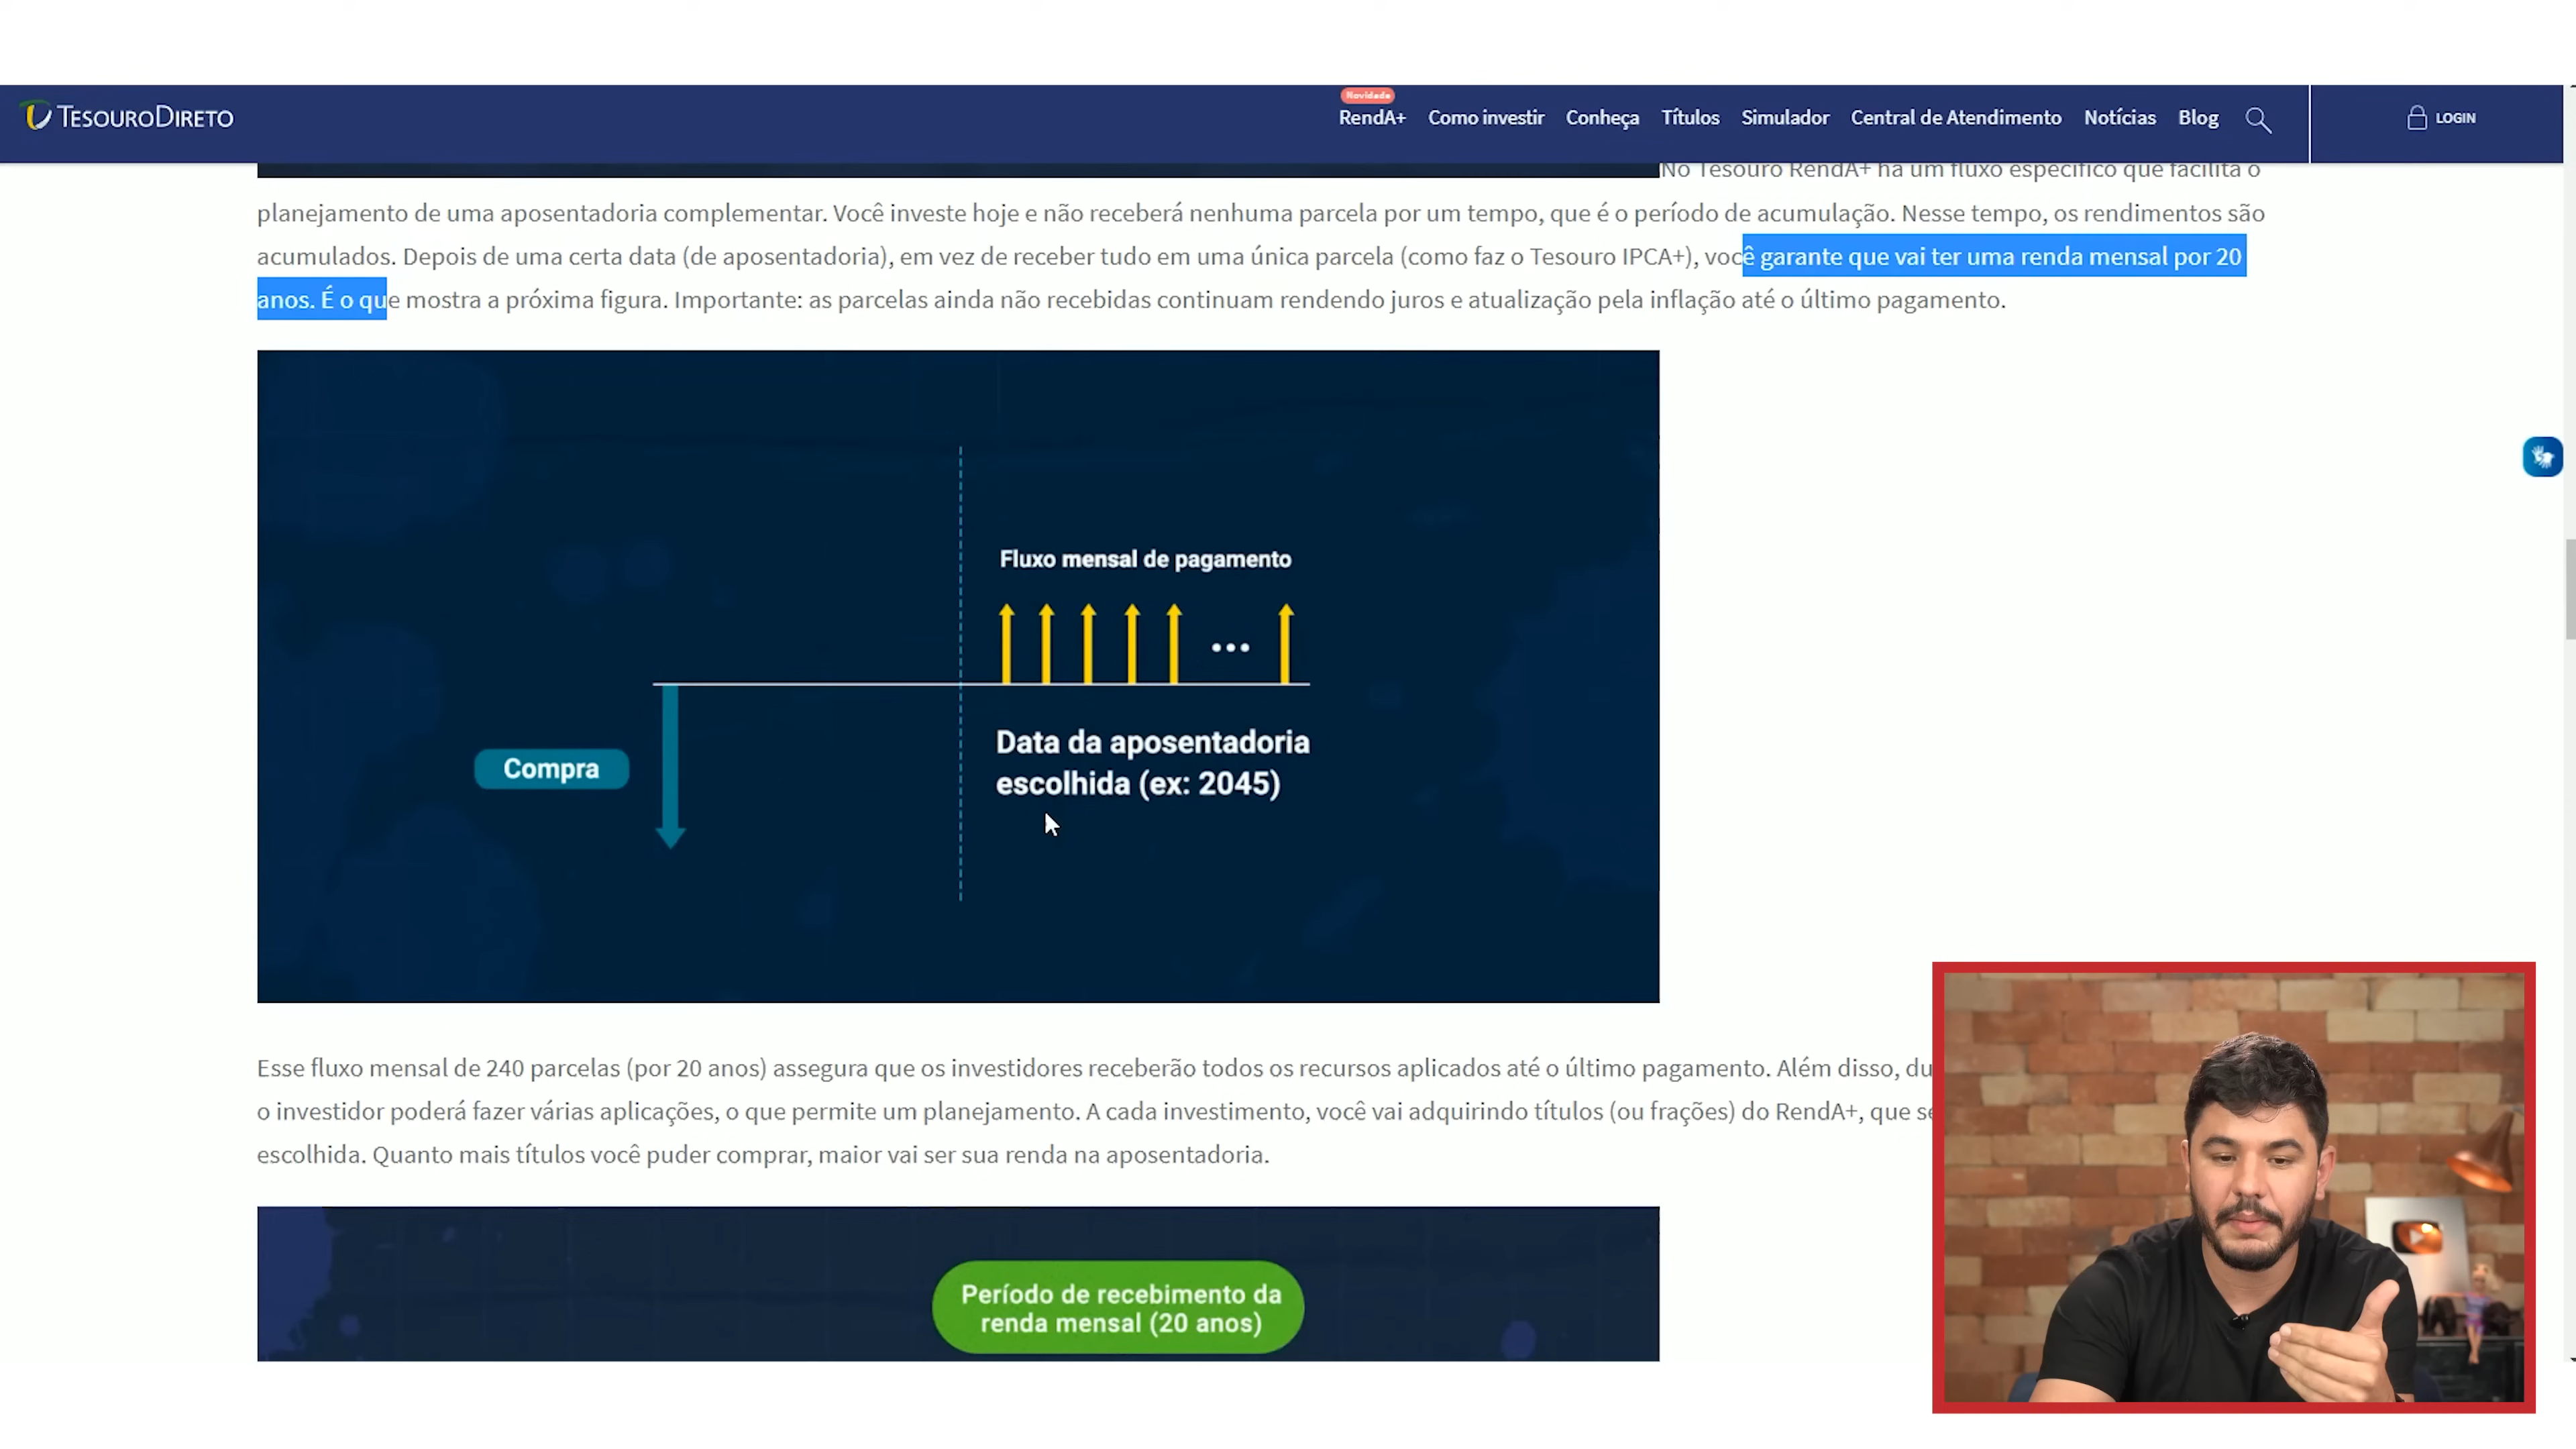 TESOURODIRETO
Novidade
RendA+ Como investir Conheça Títulos Simulador Central de Atendimento Notícias Blog LOGIN
No Tesouro RendA+ há um fluxo específico que facilita o
planejamento de uma aposentadoria complementar. Você investe hoje e não receberá nenhuma parcela por um tempo, que é o período de acumulação. Nesse tempo, os rendimentos são
acumulados. Depois de uma certa data (de aposentadoria), em vez de receber tudo em uma única parcela (como faz o Tesouro IPCA+), você garante que vai ter uma renda mensal por 20
anos. É o que mostra a próxima figura. Importante: as parcelas ainda não recebidas continuam rendendo juros e atualização pela inflação até o último pagamento.
Fluxo mensal de pagamento
...
Compra
Data da aposentadoria
escolhida (ex: 2045)
Esse fluxo mensal de 240 parcelas (por 20 anos) assegura que os investidores receberão todos os recursos aplicados até o último pagamento. Além disso, du
o investidor poderá fazer várias aplicações, o que permite um planejamento. A cada investimento, você vai adquirindo títulos (ou frações) do RendA+, que se
escolhida. Quanto mais títulos você puder comprar, maior vai ser sua renda na aposentadoria.
Período de recebimento da
renda mensal (20 anos)